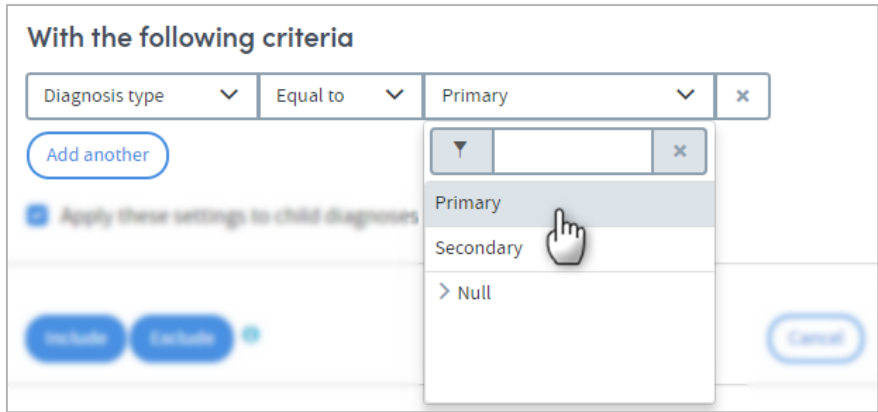 With the following criteria
Diagnosis type Equal to Primary
Add another
Primary
Apply these settings to child diagnoses
Secondary
Null
Include Exclude Cancel